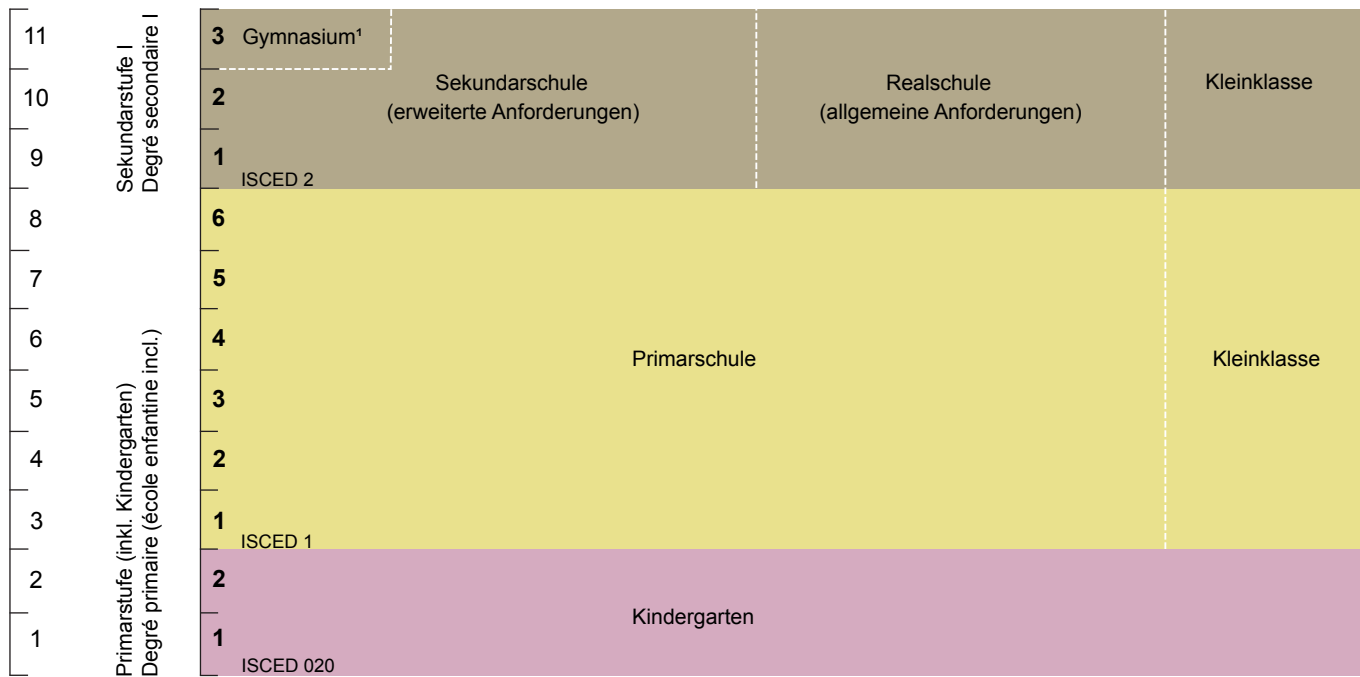 11
10
9
8
7
6
5
4
3
2
1
Sekundarstufe I
Degré secondaire I
Primarstufe (inkl. Kindergarten)
Degré primaire (école enfantine incl.)
3 Gymnasium¹
2
1
ISCED 2
Sekundarschule
(erweiterte Anforderungen)
Realschule
(allgemeine Anforderungen)
Kleinklasse
6
5
4
3
2
1
ISCED 1
Primarschule
Kleinklasse
2
1
ISCED 020
Kindergarten